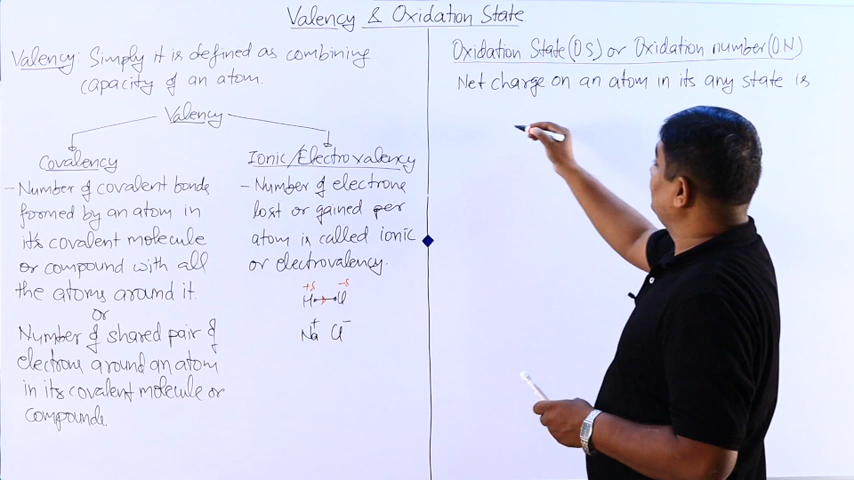 Valency & Oxidation State
Valency: Simply it is defined as combining
capacity of an atom.
Valency
Covalency
- Number of covalent bonds
formed by an atom in
it's covalent molecule
or compound with all
the atoms around it.
or
Number of shared pair of
electrons around an atom
in its covalent molecule or
compounds.
Ionic/Electrovalency
- Number of electrons
lost or gained per
atom is called ionic
or electrovalency.
+δ -δ
H Cl
Na+ Cl-
Oxidation State(OS) or Oxidation number(ON)
Net charge on an atom in its any state is